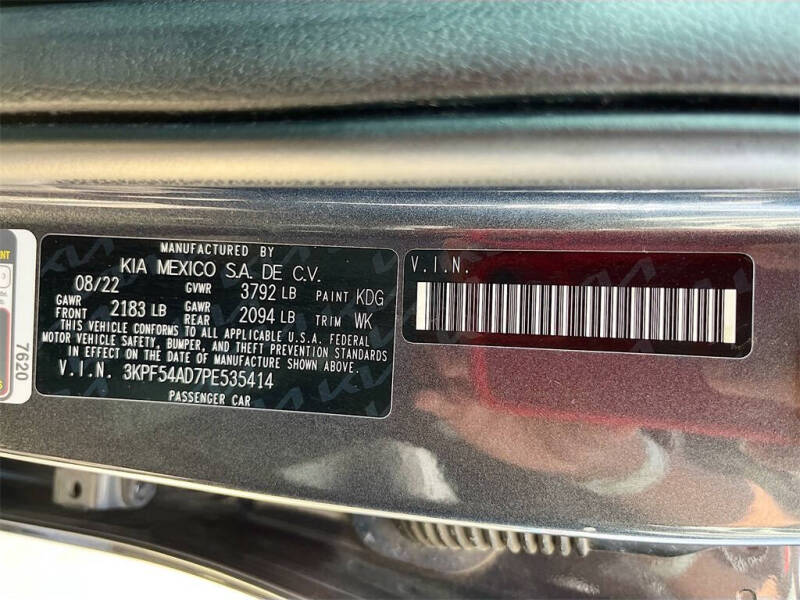 MANUFACTURED BY
KIA MEXICO S.A. DE C.V.
08/22 GVWR 3792 LB PAINT KDG
GAWR FRONT 2183 LB GAWR REAR 2094 LB TRIM WK
THIS VEHICLE CONFORMS TO ALL APPLICABLE U.S.A. FEDERAL
MOTOR VEHICLE SAFETY, BUMPER, AND THEFT PREVENTION STANDARDS
IN EFFECT ON THE DATE OF MANUFACTURE SHOWN ABOVE.
V.I.N. 3KPF54AD7PE535414
PASSENGER CAR
V.I.N.
7620